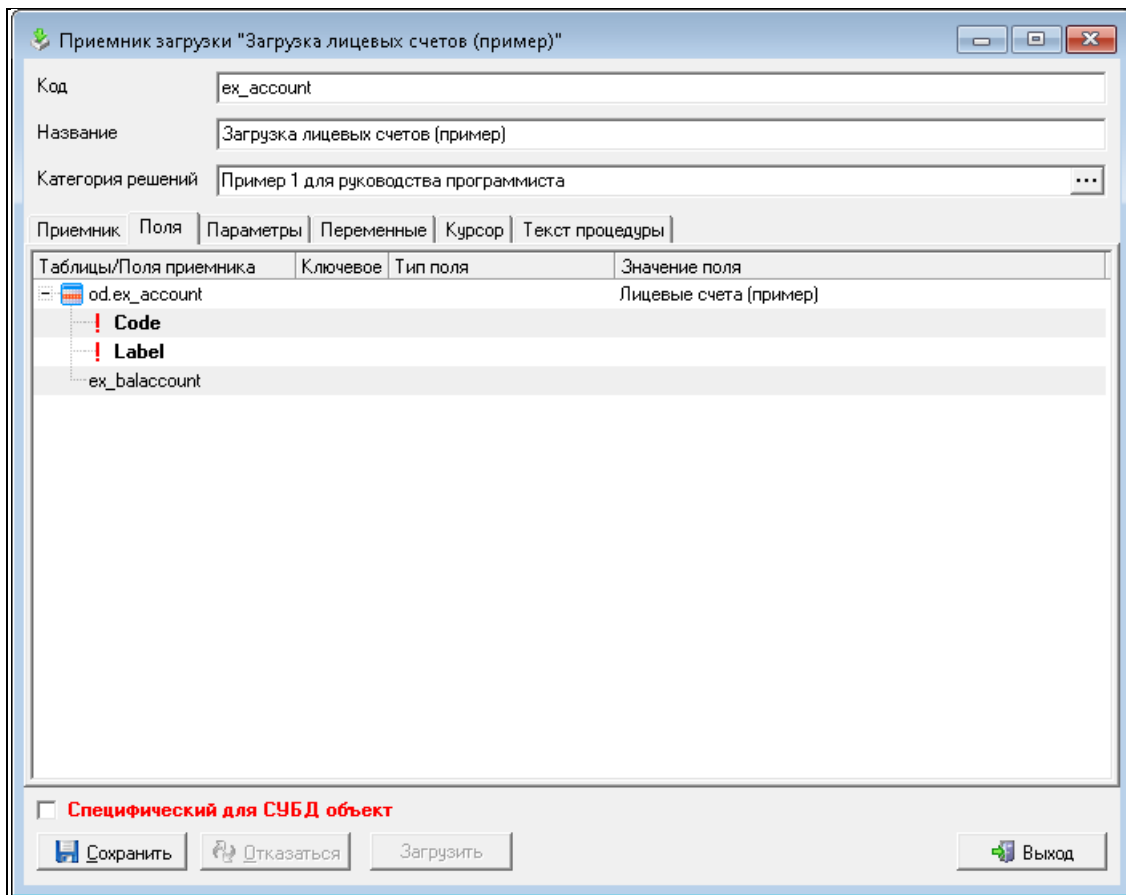 Приемник загрузки "Загрузка лицевых счетов (пример)"
Код ex_account
Название Загрузка лицевых счетов (пример)
Категория решений Пример 1 для руководства программиста ...
Приемник Поля Параметры Переменные Курсор Текст процедуры
Таблицы/Поля приемника Ключевое Тип поля Значение поля
od.ex_account Лицевые счета (пример)
! Code
! Label
ex_balaccount
Специфический для СУБД объект
Сохранить Отказаться Загрузить Выход